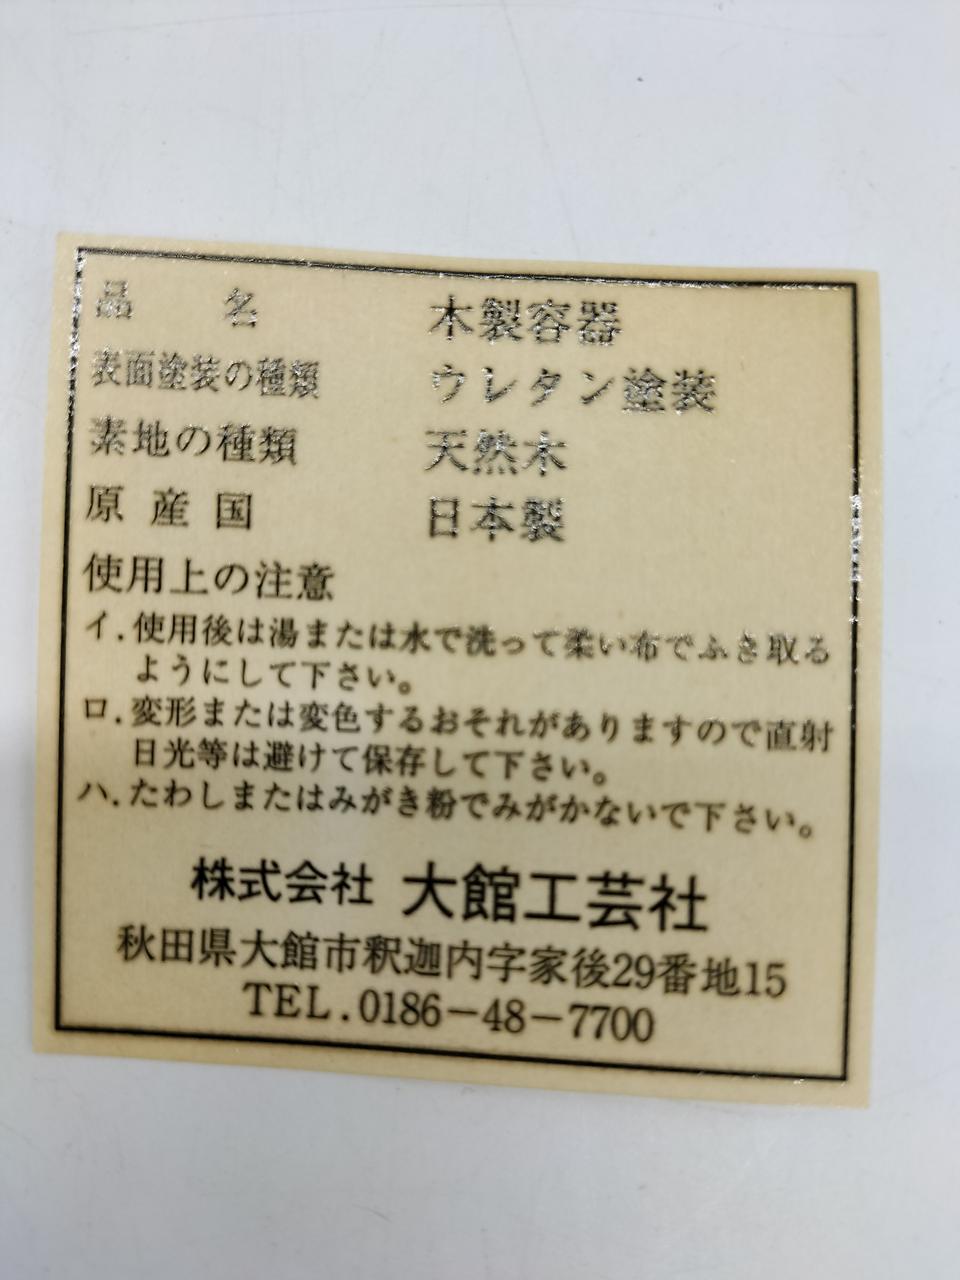 品名 木製容器
表面塗装の種類 ウレタン塗装
素地の種類 天然木
原産国 日本製
使用上の注意
イ.使用後は湯または水で洗って柔い布でふき取る
ようにして下さい。
ロ.変形または変色するおそれがありますので直射
日光等は避けて保存して下さい。
ハ.たわしまたはみがき粉でみがかないで下さい。
株式会社 大館工芸社
秋田県大館市釈迦内字家後29番地15
TEL.0186-48-7700